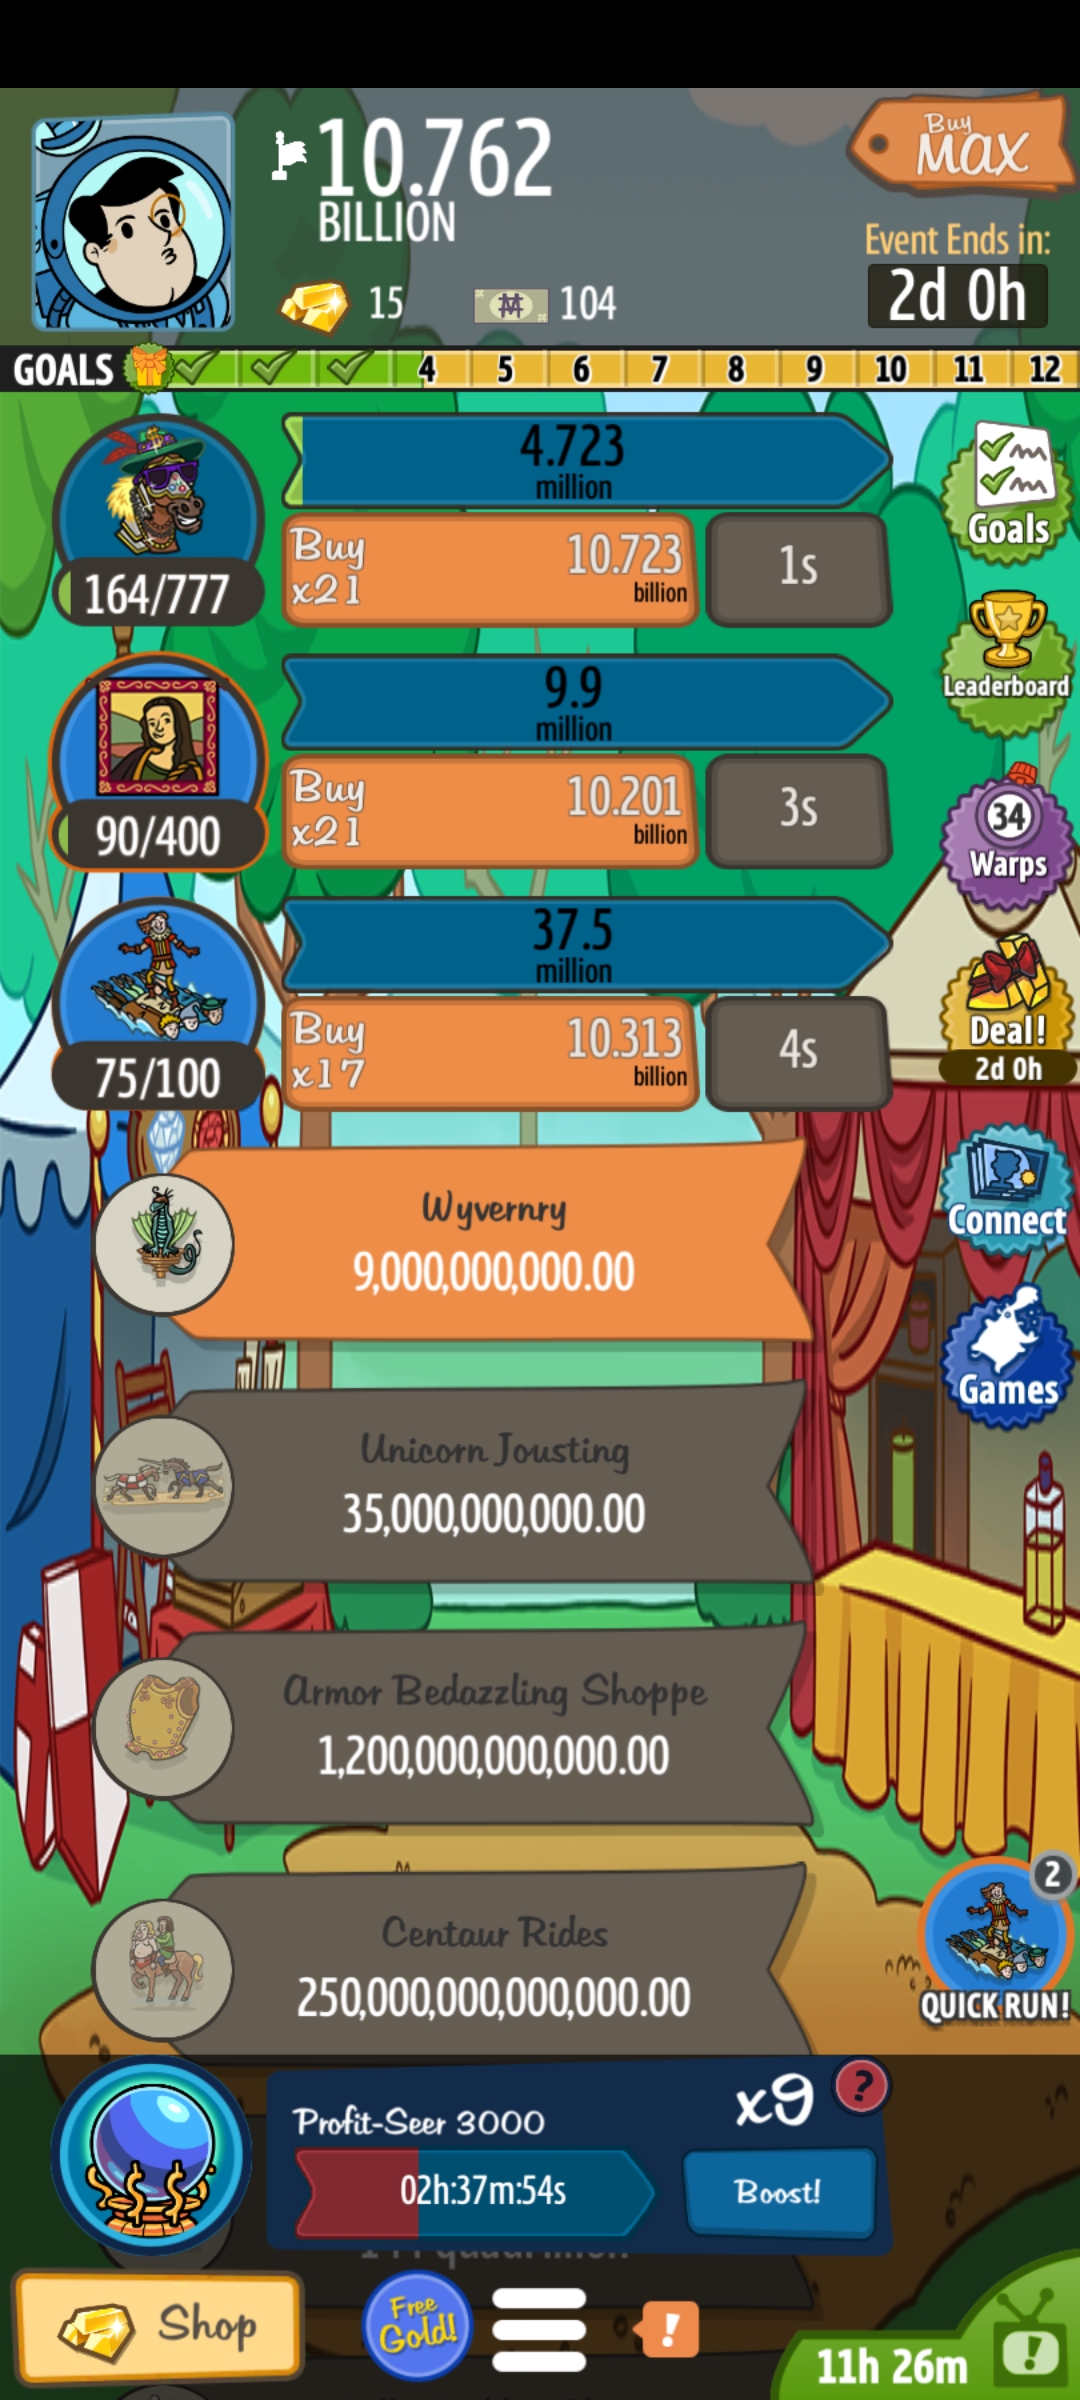 10.762
BILLION
15
104
Buy
MAX
Event Ends in:
2d 0h
GOALS 4 5 6 7 8 9 10 11 12
4.723
million
Buy
x21
10.723
billion
1s
164/777
Goals
9.9
million
Buy
x21
10.201
billion
3s
90/400
Leaderboard
34
Warps
37.5
million
Buy
x17
10.313
billion
4s
75/100
Deal!
2d 0h
Wyvernry
9,000,000,000.00
Connect
Unicorn Jousting
35,000,000,000.00
Games
Armor Bedazzling Shoppe
1,200,000,000,000.00
Centaur Rides
250,000,000,000,000.00
2
QUICK RUN!
Profit-Seer 3000
x9
?
02h:37m:54s
Boost!
Shop
Free
Gold!
!
11h 26m
!